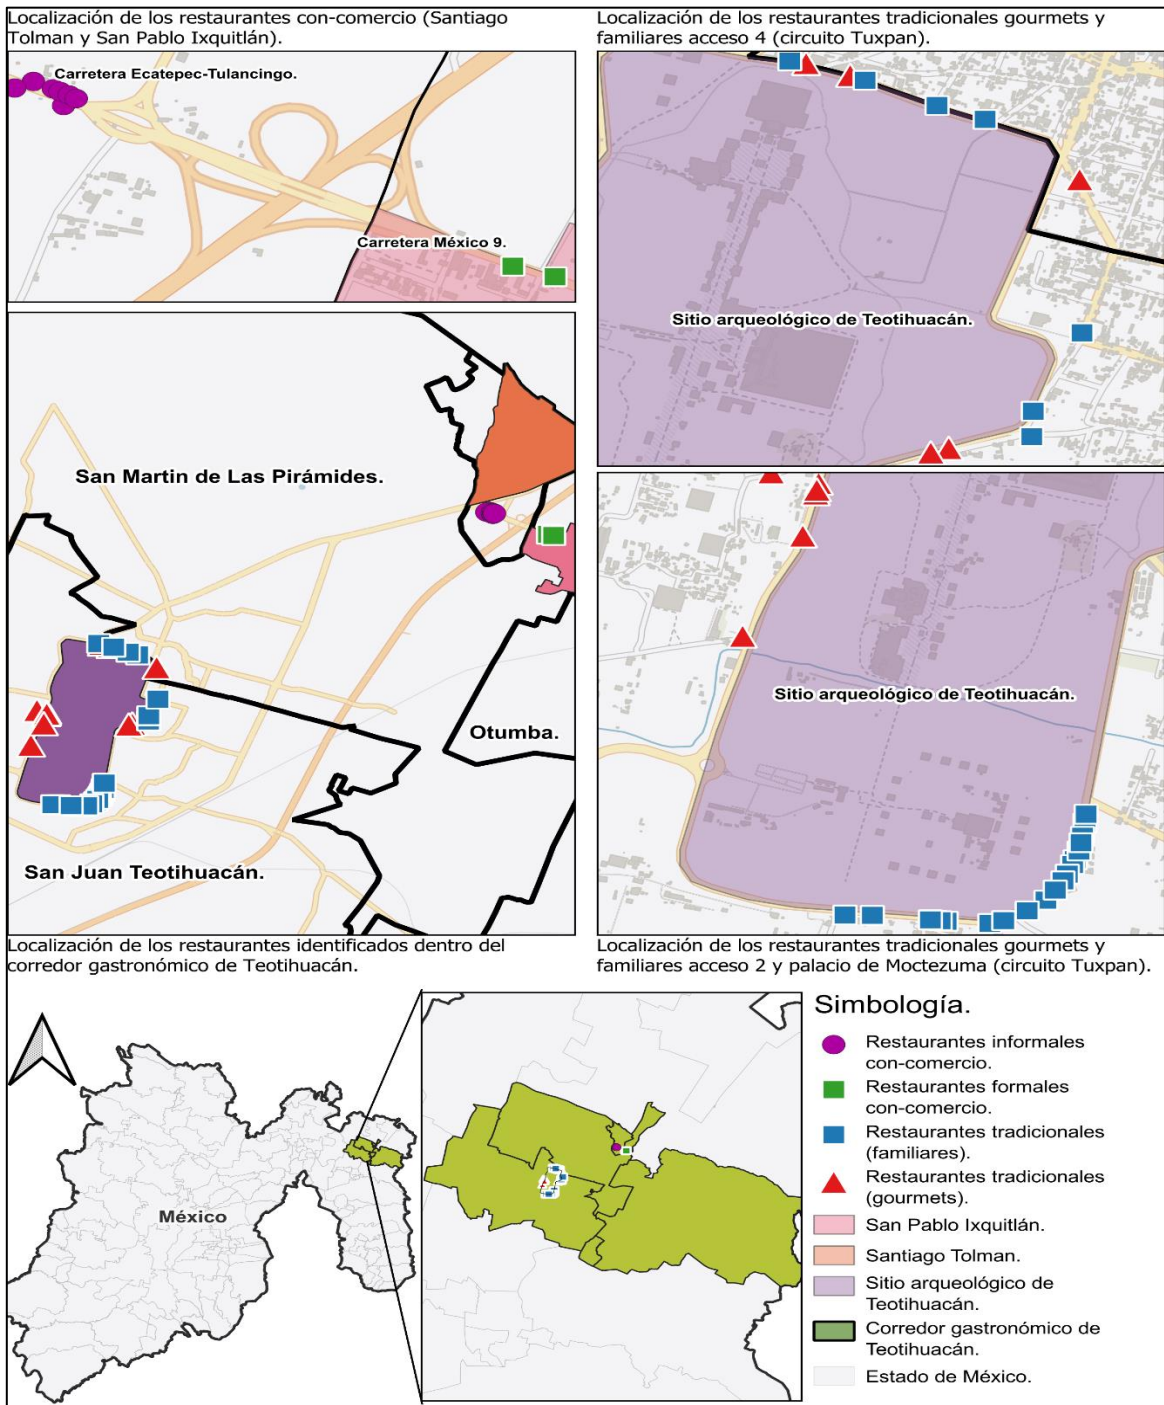 Localización de los restaurantes con-comercio (Santiago
Tolman y San Pablo Ixquitlán).
Carretera Ecatepec-Tulancingo.
Carretera México 9.
Localización de los restaurantes tradicionales gourmets y
familiares acceso 4 (circuito Tuxpan).
Sitio arqueológico de Teotihuacán.
San Martin de Las Pirámides.
Otumba.
San Juan Teotihuacán.
Sitio arqueológico de Teotihuacán.
Localización de los restaurantes identificados dentro del
corredor gastronómico de Teotihuacán.
Localización de los restaurantes tradicionales gourmets y
familiares acceso 2 y palacio de Moctezuma (circuito Tuxpan).
México
Simbología.
Restaurantes informales
con-comercio.
Restaurantes formales
con-comercio.
Restaurantes tradicionales
(familiares).
Restaurantes tradicionales
(gourmets).
San Pablo Ixquitlán.
Santiago Tolman.
Sitio arqueológico de
Teotihuacán.
Corredor gastronómico de
Teotihuacán.
Estado de México.